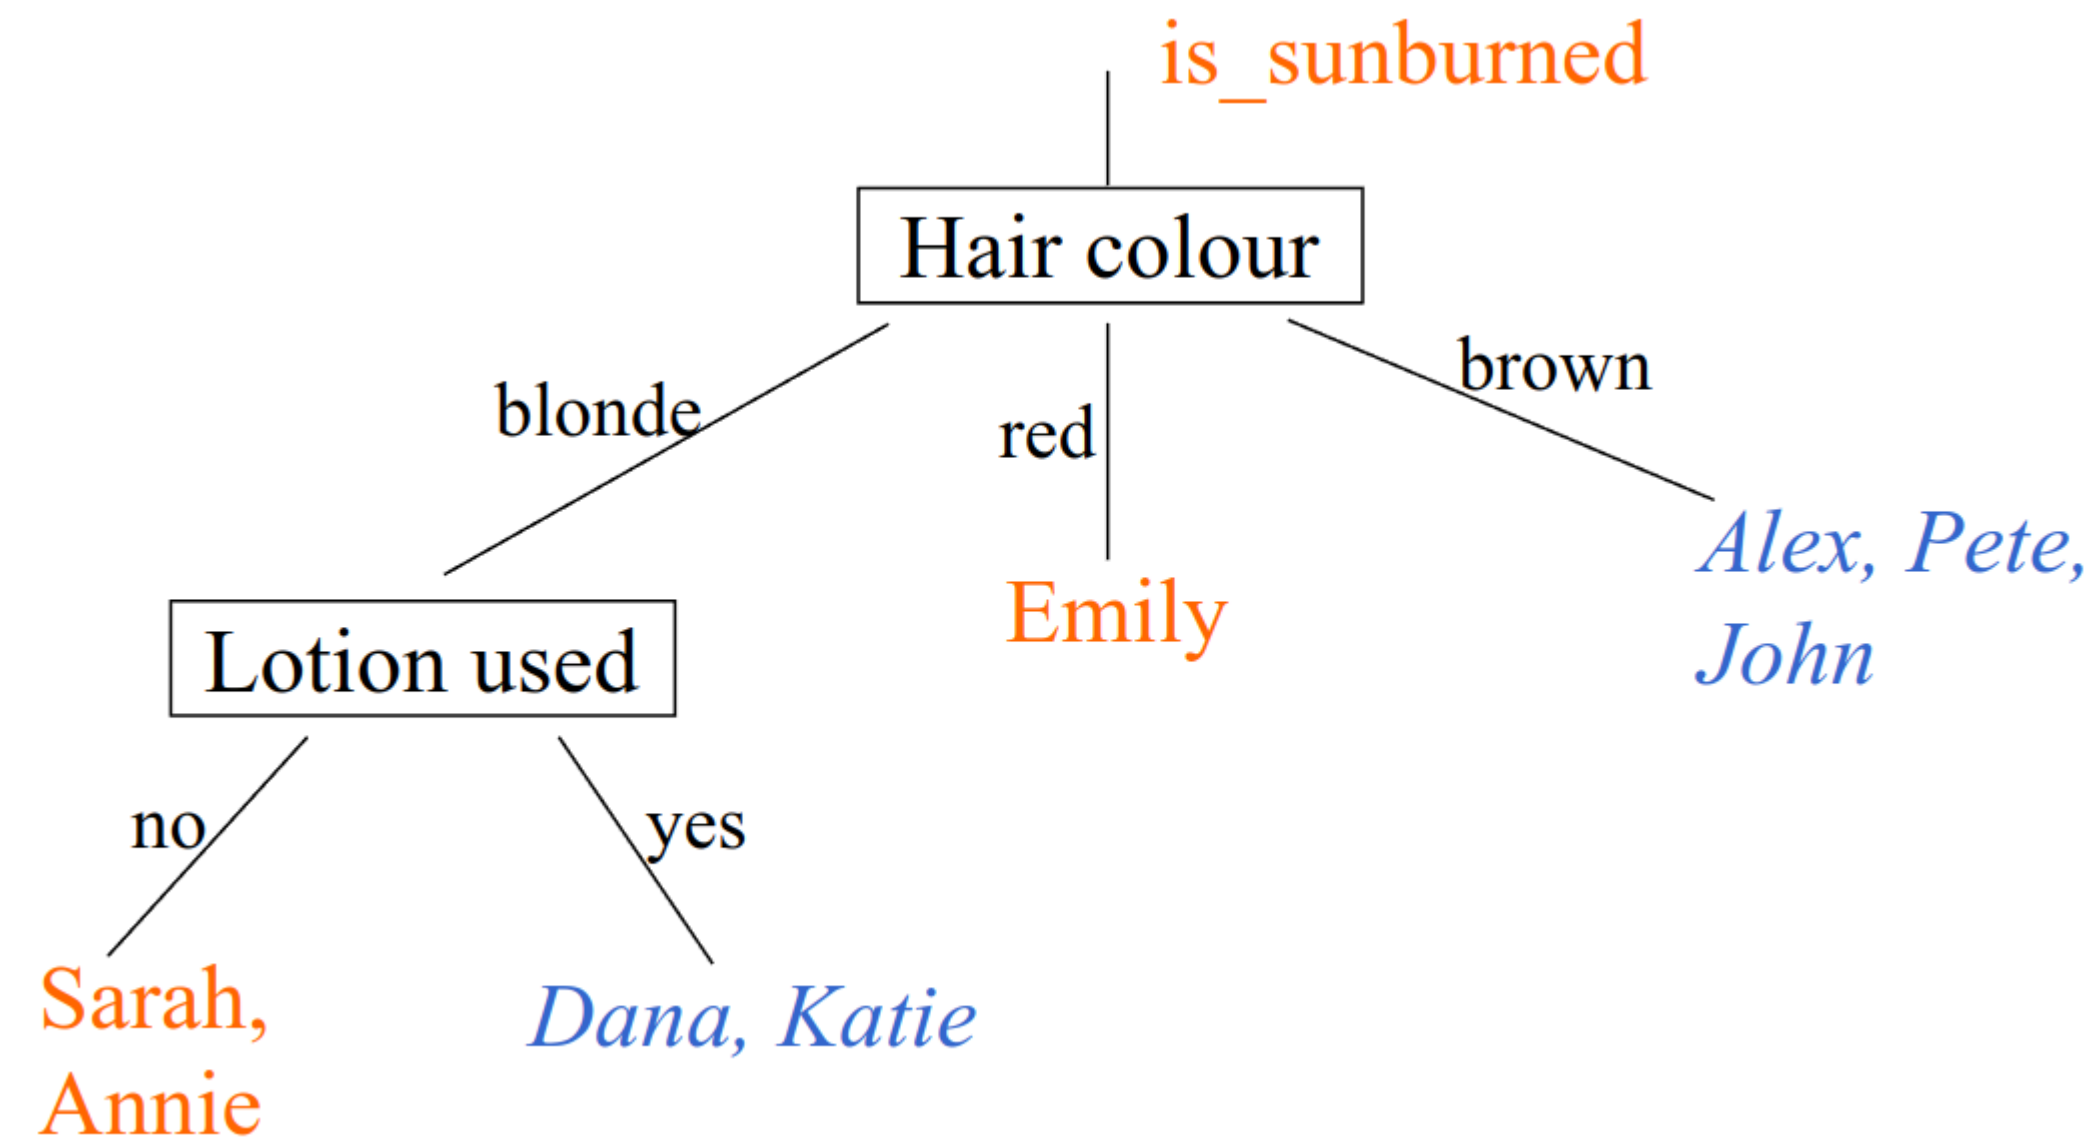 is_sunburned
Hair colour
blonde
red
brown
Alex, Pete,
John
Emily
Lotion used
no
yes
Sarah,
Annie
Dana, Katie